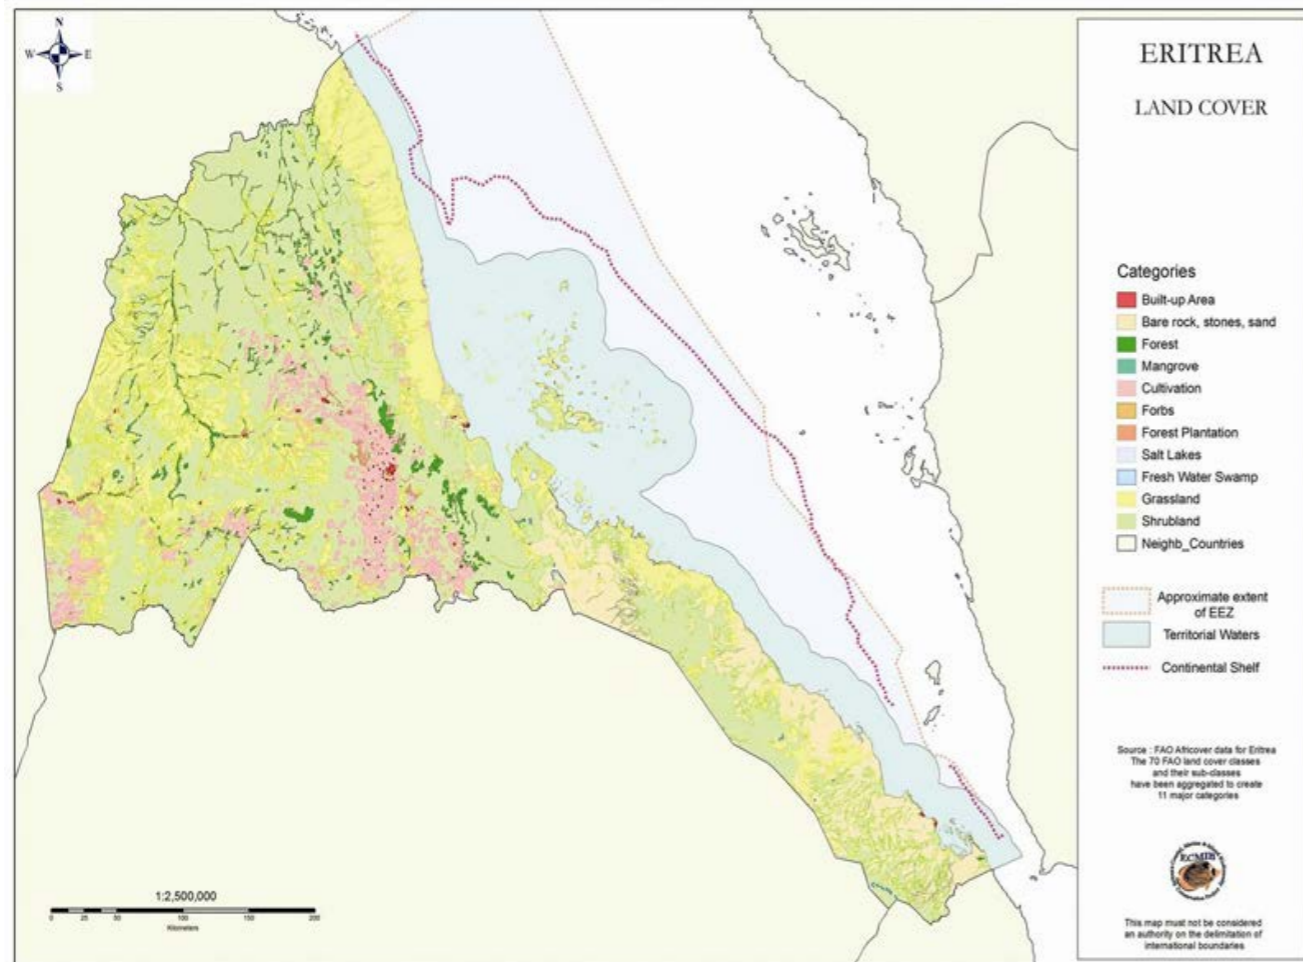 N
W E
S
ERITREA
LAND COVER
Categories
Built-up Area
Bare rock, stones, sand
Forest
Mangrove
Cultivation
Forbs
Forest Plantation
Salt Lakes
Fresh Water Swamp
Grassland
Shrubland
Neighb_Countries
Approximate extent
of EEZ
Territorial Waters
Continental Shelf
Source : FAO Africover data for Eritrea
The 70 FAO land cover classes
and their sub-classes
have been aggregated to create
11 major categories
ECMIB
This map must not be considered
an authority on the delimitation of
international boundaries
1:2,500,000
0 25 50 100 150 200
Kilometers